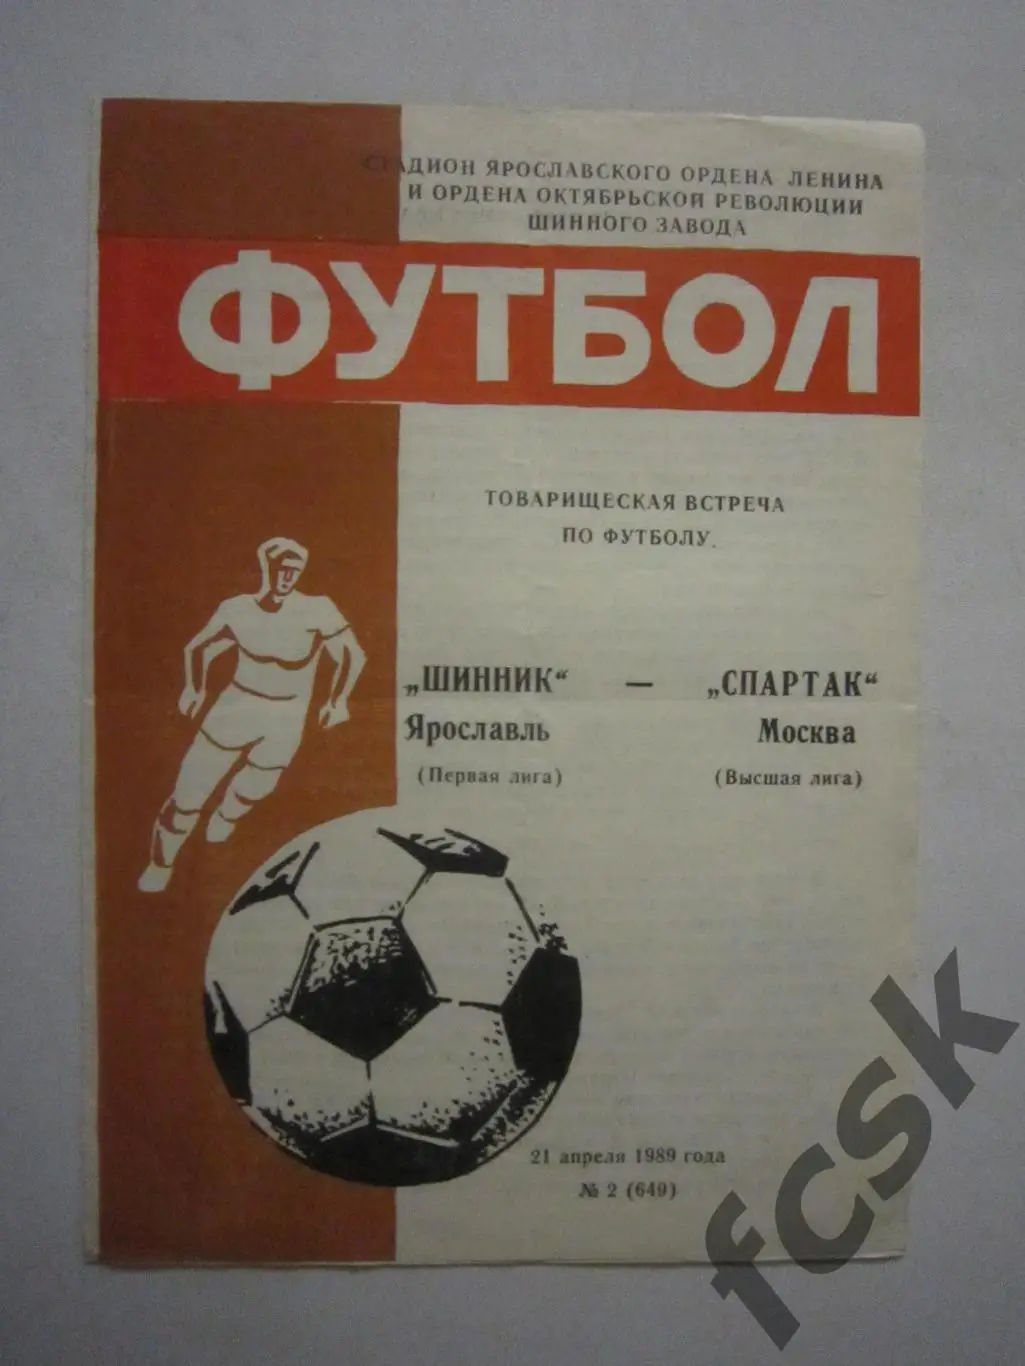 СТАДИОН ЯРОСЛАВСКОГО ОРДЕНА ЛЕНИНА
И ОРДЕНА ОКТЯБРЬСКОЙ РЕВОЛЮЦИИ
ШИННОГО ЗАВОДА
ФУТБОЛ
ТОВАРИЩЕСКАЯ ВСТРЕЧА
ПО ФУТБОЛУ.
„ШИННИК“ — „СПАРТАК“
Ярославль Москва
(Первая лига) (Высшая лига)
21 апреля 1989 года
№ 2 (649)
fcsk